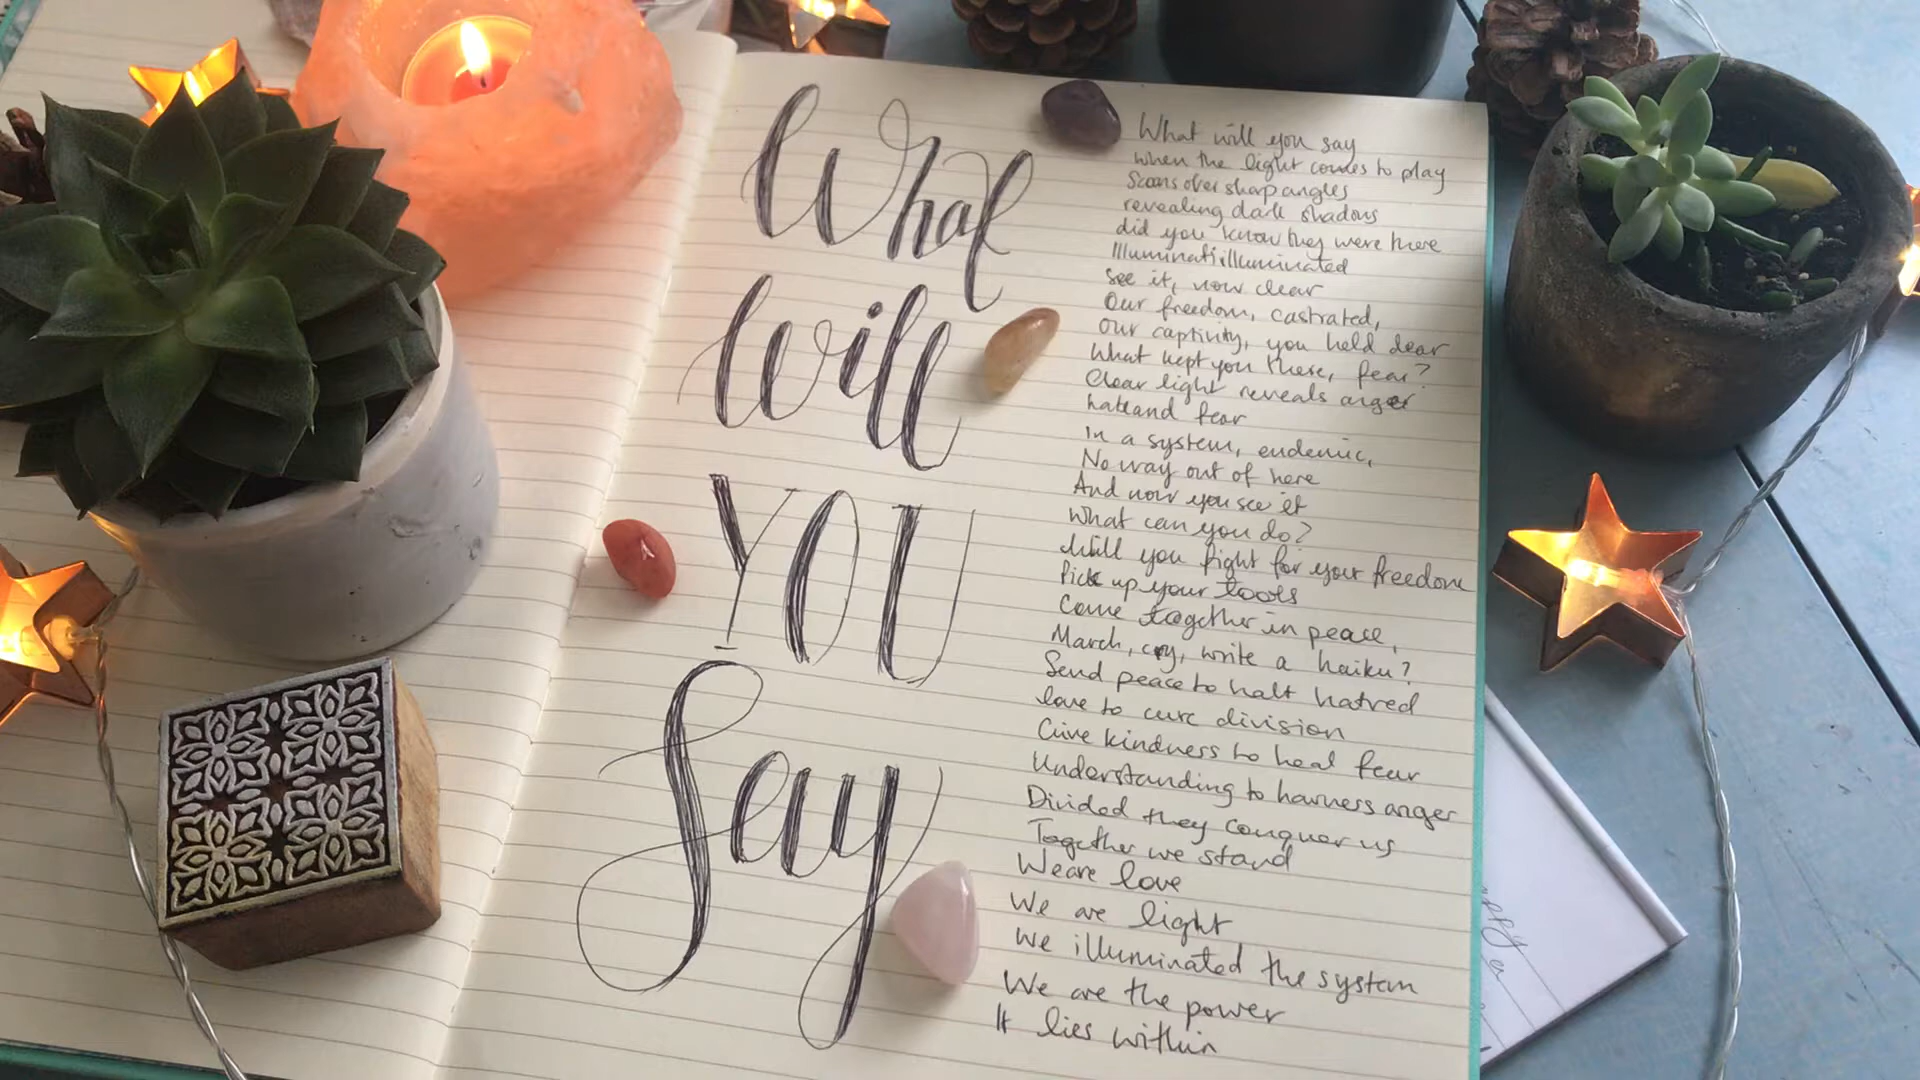 What
Will
YOU
Say
What will you say
when the light comes to play
Scans over sharp angles
revealing dark shadows
did you know they were there
Illuminati illuminated
see it, now clear
Our freedom, castrated,
our captivity, you held dear
What kept you there, fear?
Clear light reveals anger
hate and fear
In a system, endemic,
No way out of here
And now you see it
What can you do?
Will you fight for your freedom
Pick up your tools
Come together in peace,
March, cry, write a haiku?
Send peace to halt hatred
love to cure division
Give kindness to heal fear
Understanding to harness anger
Divided they conquer us
Together we stand
We are love
We are light
We illuminated the system
We are the power
It lies within